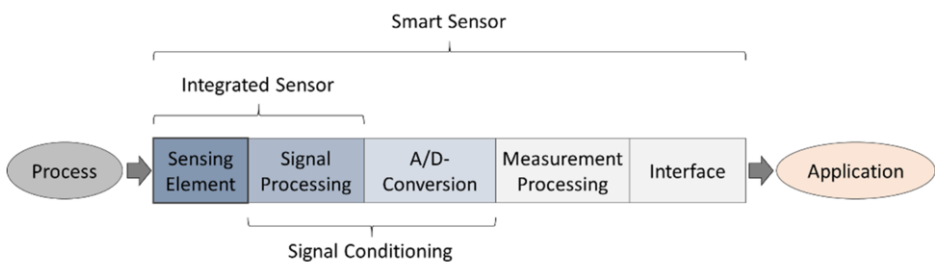 Smart Sensor
Integrated Sensor
Process
Sensing
Element
Signal
Processing
A/D-
Conversion
Measurement
Processing
Interface
Application
Signal Conditioning